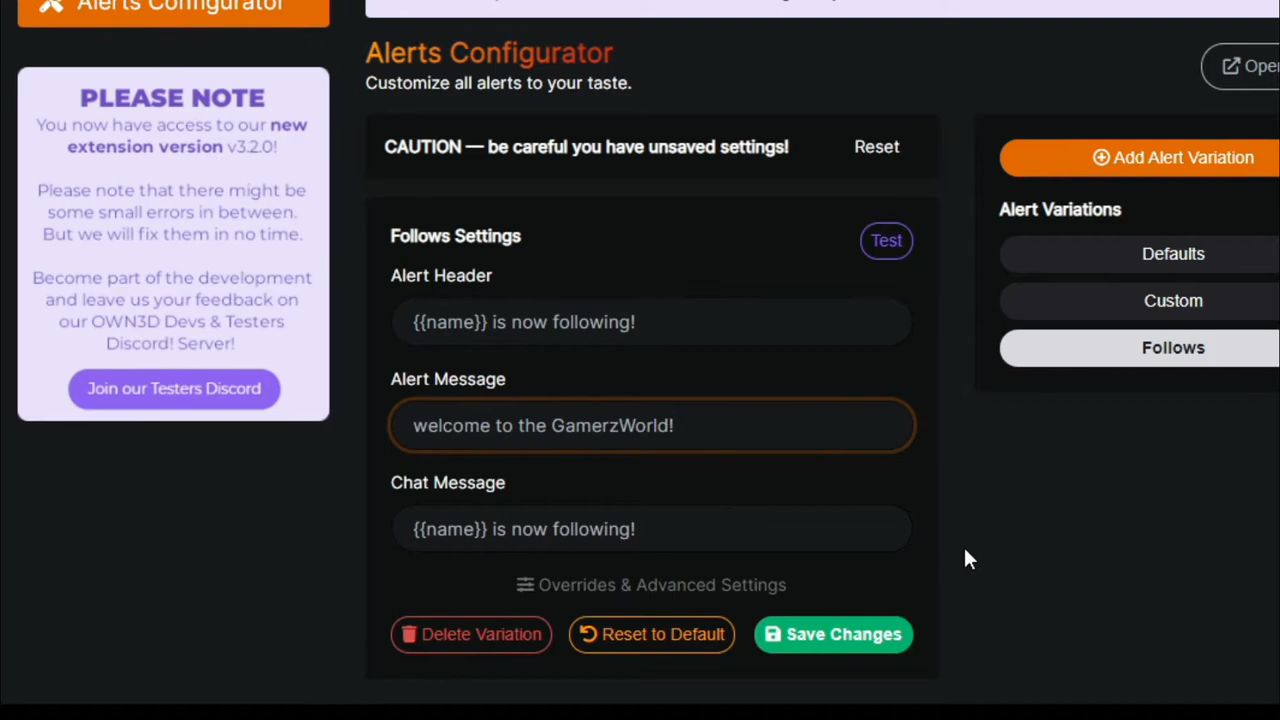 Alerts Configurator
PLEASE NOTE
You now have access to our new
extension version v3.2.0!
Please note that there might be
some small errors in between.
But we will fix them in no time.
Become part of the development
and leave us your feedback on
our OWN3D Devs & Testers
Discord! Server!
Join our Testers Discord
Alerts Configurator
Customize all alerts to your taste.
Open
CAUTION — be careful you have unsaved settings!
Reset
Follows Settings
Test
Alert Header
{{name}} is now following!
Alert Message
welcome to the GamerzWorld!
Chat Message
{{name}} is now following!
Overrides & Advanced Settings
Delete Variation
Reset to Default
Save Changes
Add Alert Variation
Alert Variations
Defaults
Custom
Follows